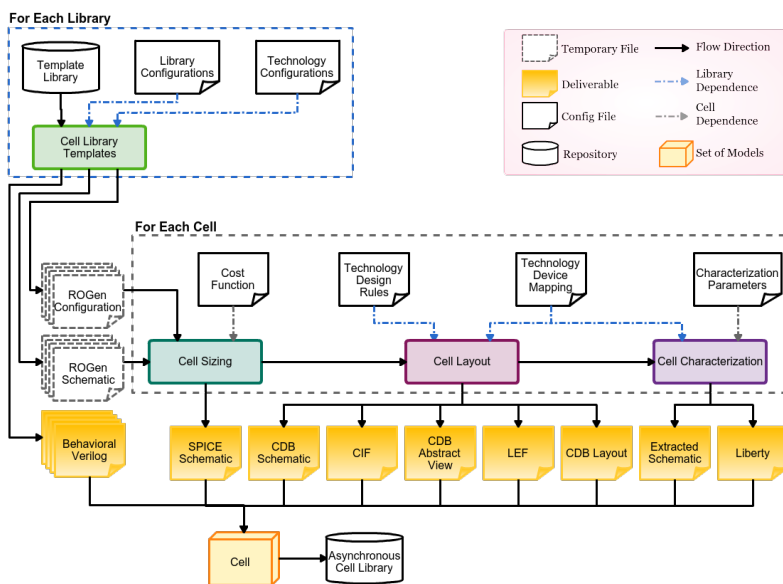 For Each Library
Template
Library
Library
Configurations
Technology
Configurations
Cell Library
Templates
Temporary File
Flow Direction
Deliverable
Library
Dependence
Config File
Cell
Dependence
Repository
Set of Models
For Each Cell
ROGen
Configuration
Cost
Function
Technology
Design
Rules
Technology
Device
Mapping
Characterization
Parameters
ROGen
Schematic
Cell Sizing
Cell Layout
Cell Characterization
Behavioral
Verilog
SPICE
Schematic
CDB
Schematic
CIF
CDB
Abstract
View
LEF
CDB Layout
Extracted
Schematic
Liberty
Cell
Asynchronous
Cell Library